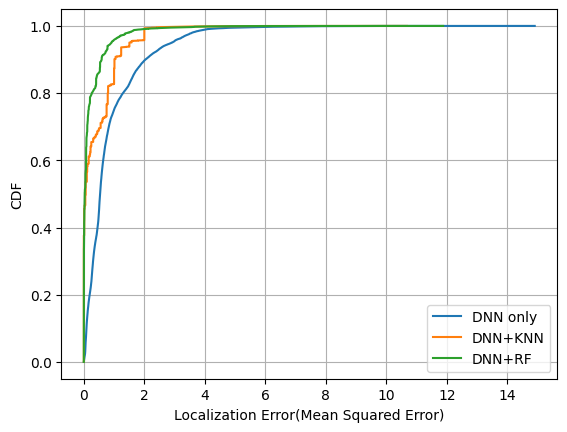 1.0
0.8
0.6
0.4
0.2
0.0
CDF
0 2 4 6 8 10 12 14
Localization Error(Mean Squared Error)
DNN only
DNN+KNN
DNN+RF